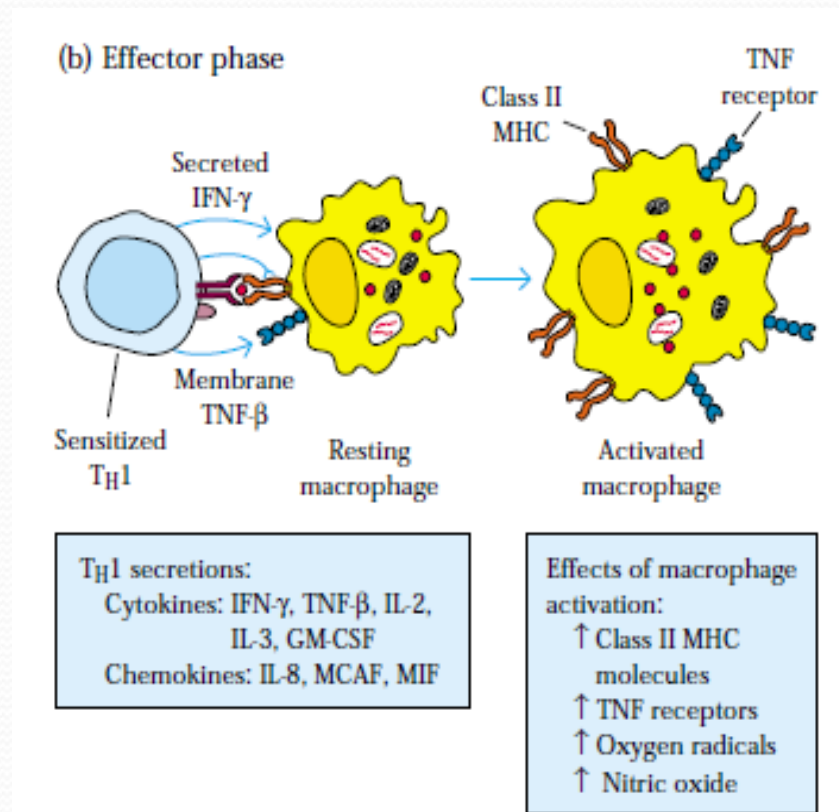 (b) Effector phase
TNF
receptor
Class II
MHC
Secreted
IFN-γ
Membrane
TNF-β
Sensitized
TH1
Resting
macrophage
Activated
macrophage
TH1 secretions:
Cytokines: IFN-γ, TNF-β, IL-2,
IL-3, GM-CSF
Chemokines: IL-8, MCAF, MIF
Effects of macrophage
activation:
↑ Class II MHC
molecules
↑ TNF receptors
↑ Oxygen radicals
↑ Nitric oxide